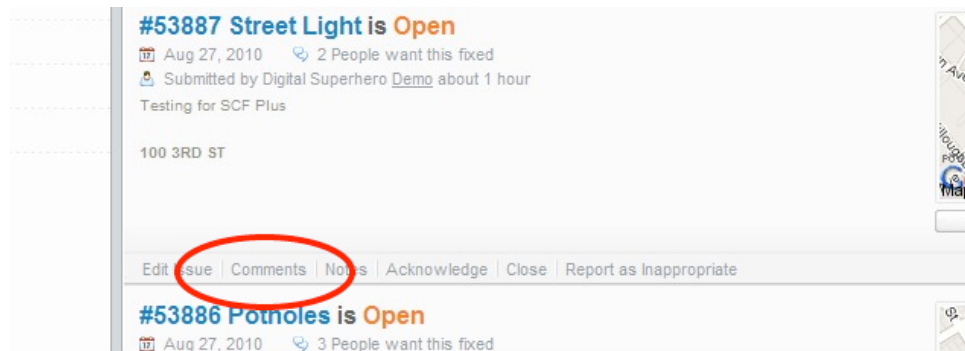 #53887 Street Light is Open
Aug 27, 2010 2 People want this fixed
Submitted by Digital Superhero Demo about 1 hour
Testing for SCF Plus
100 3RD ST
Edit Issue Comments Notes Acknowledge Close Report as Inappropriate
#53886 Potholes is Open
Aug 27, 2010 3 People want this fixed